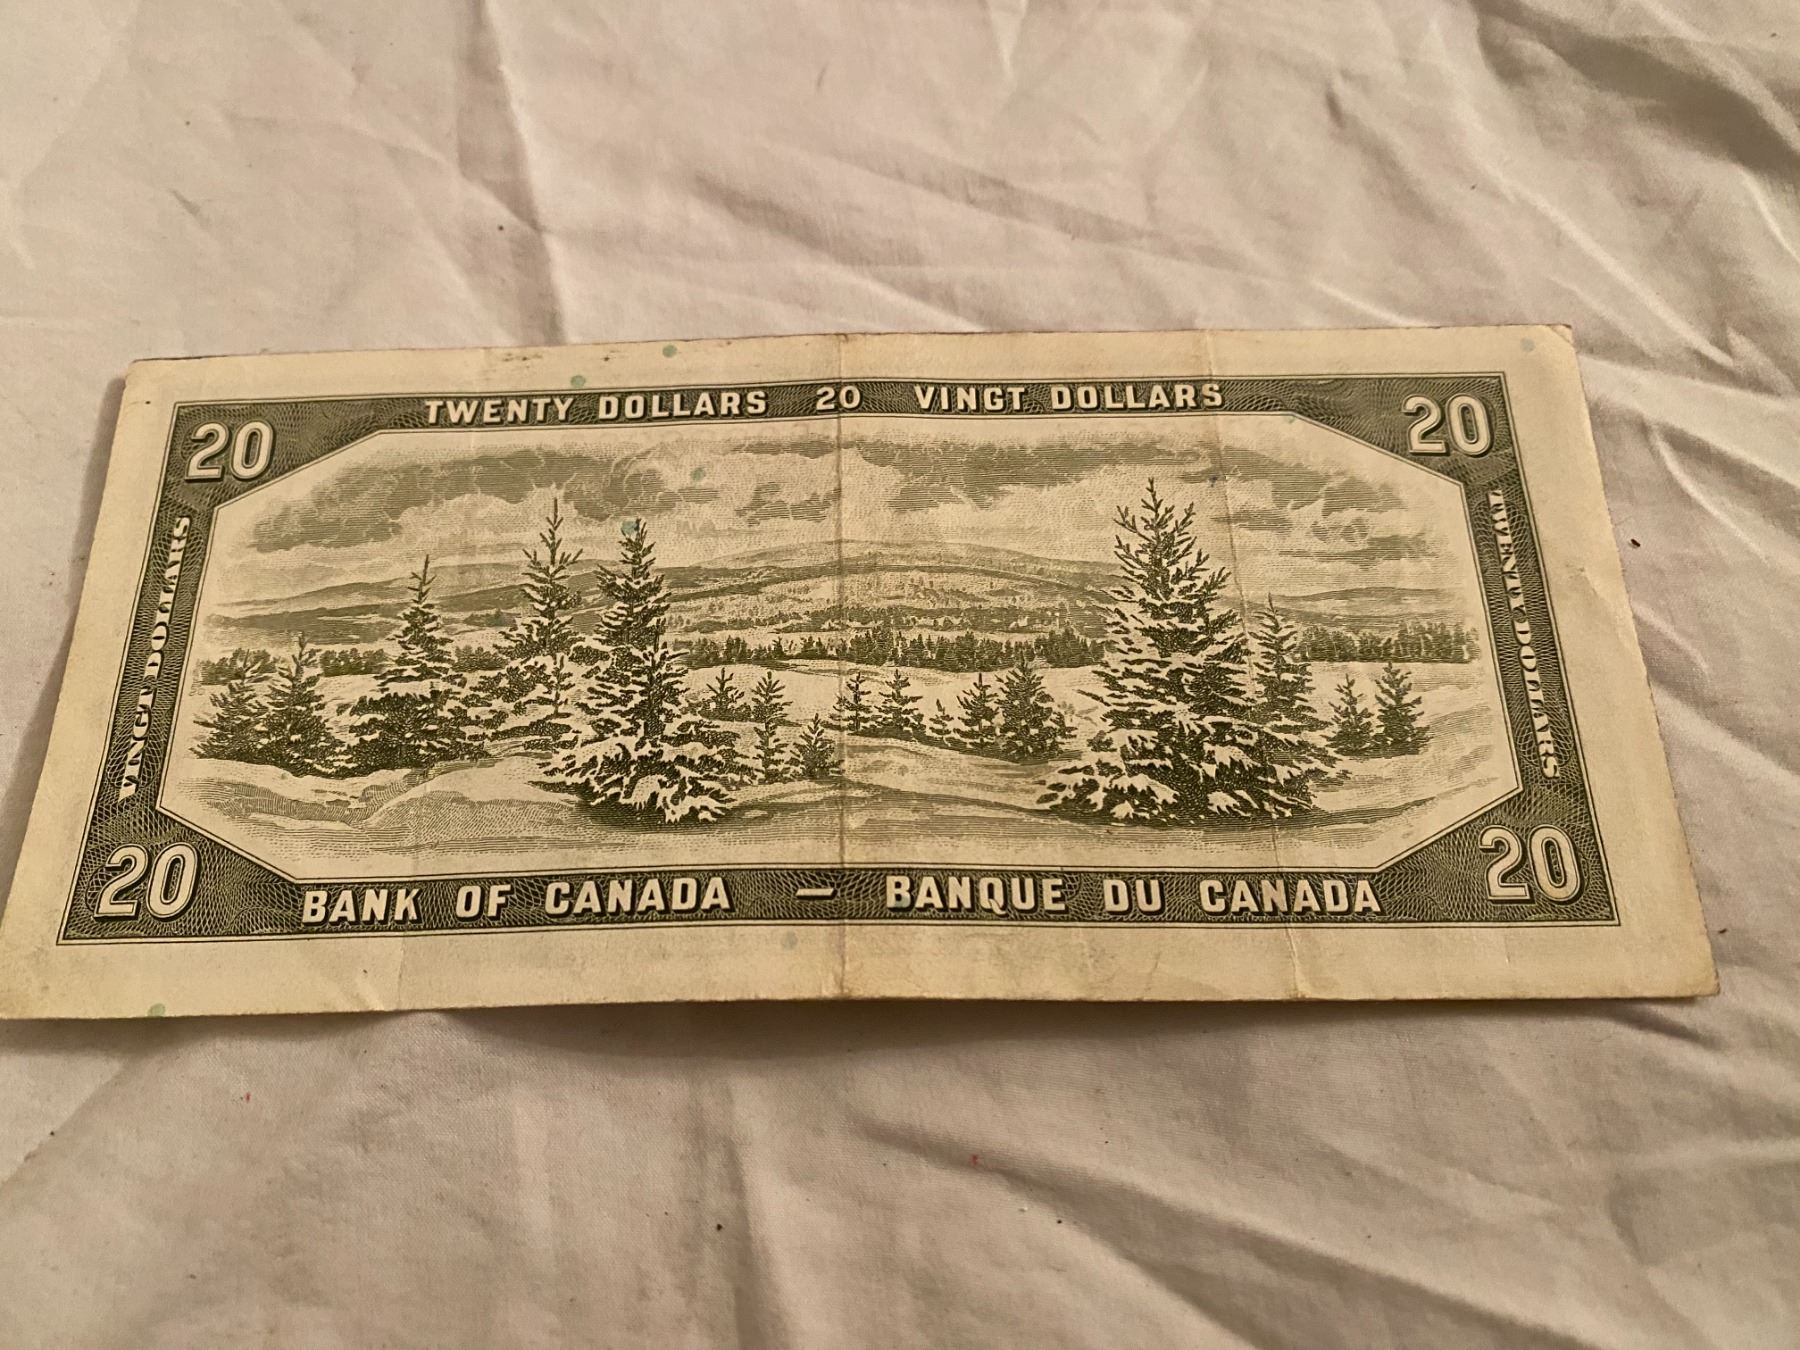 TWENTY DOLLARS 20 VINGT DOLLARS
20
20
VINGT DOLLARS
TWENTY DOLLARS
20
20
BANK OF CANADA — BANQUE DU CANADA